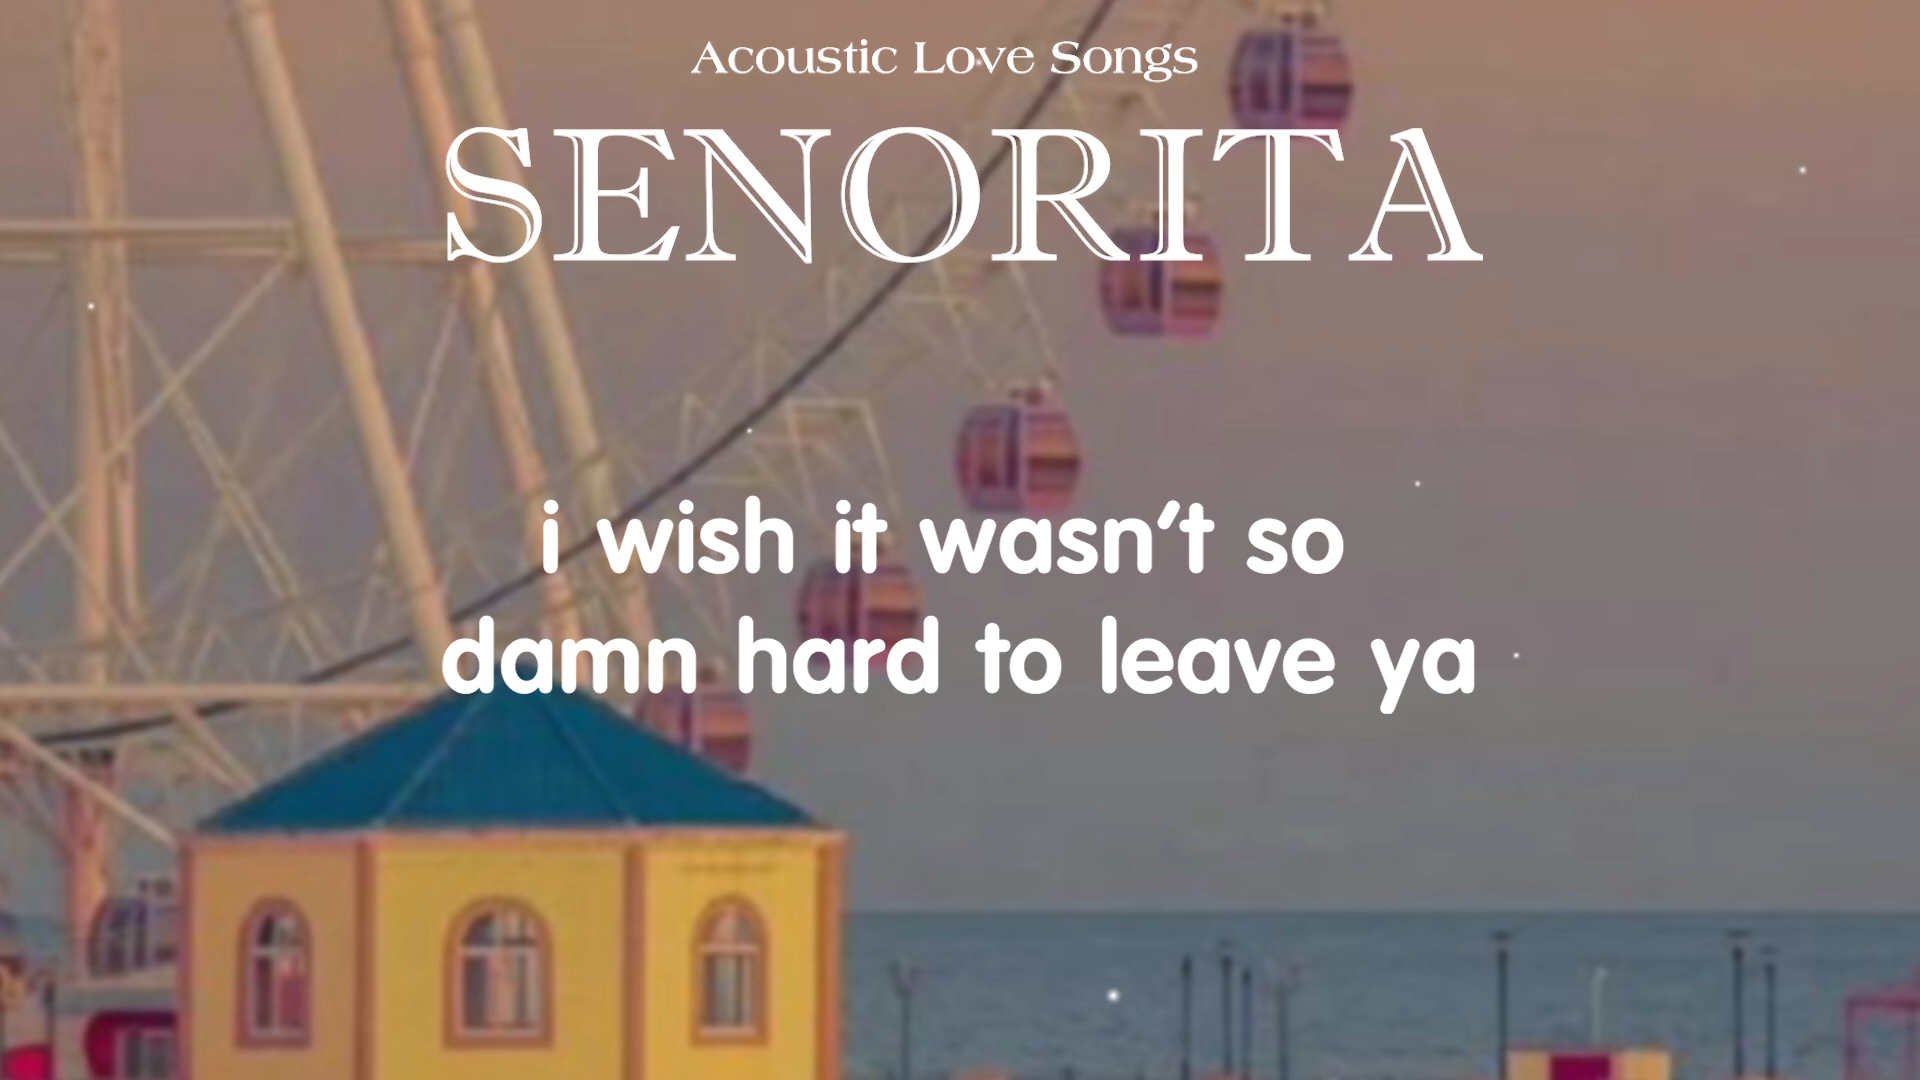 Acoustic Love Songs
SENORITA
i wish it wasn't so
damn hard to leave ya